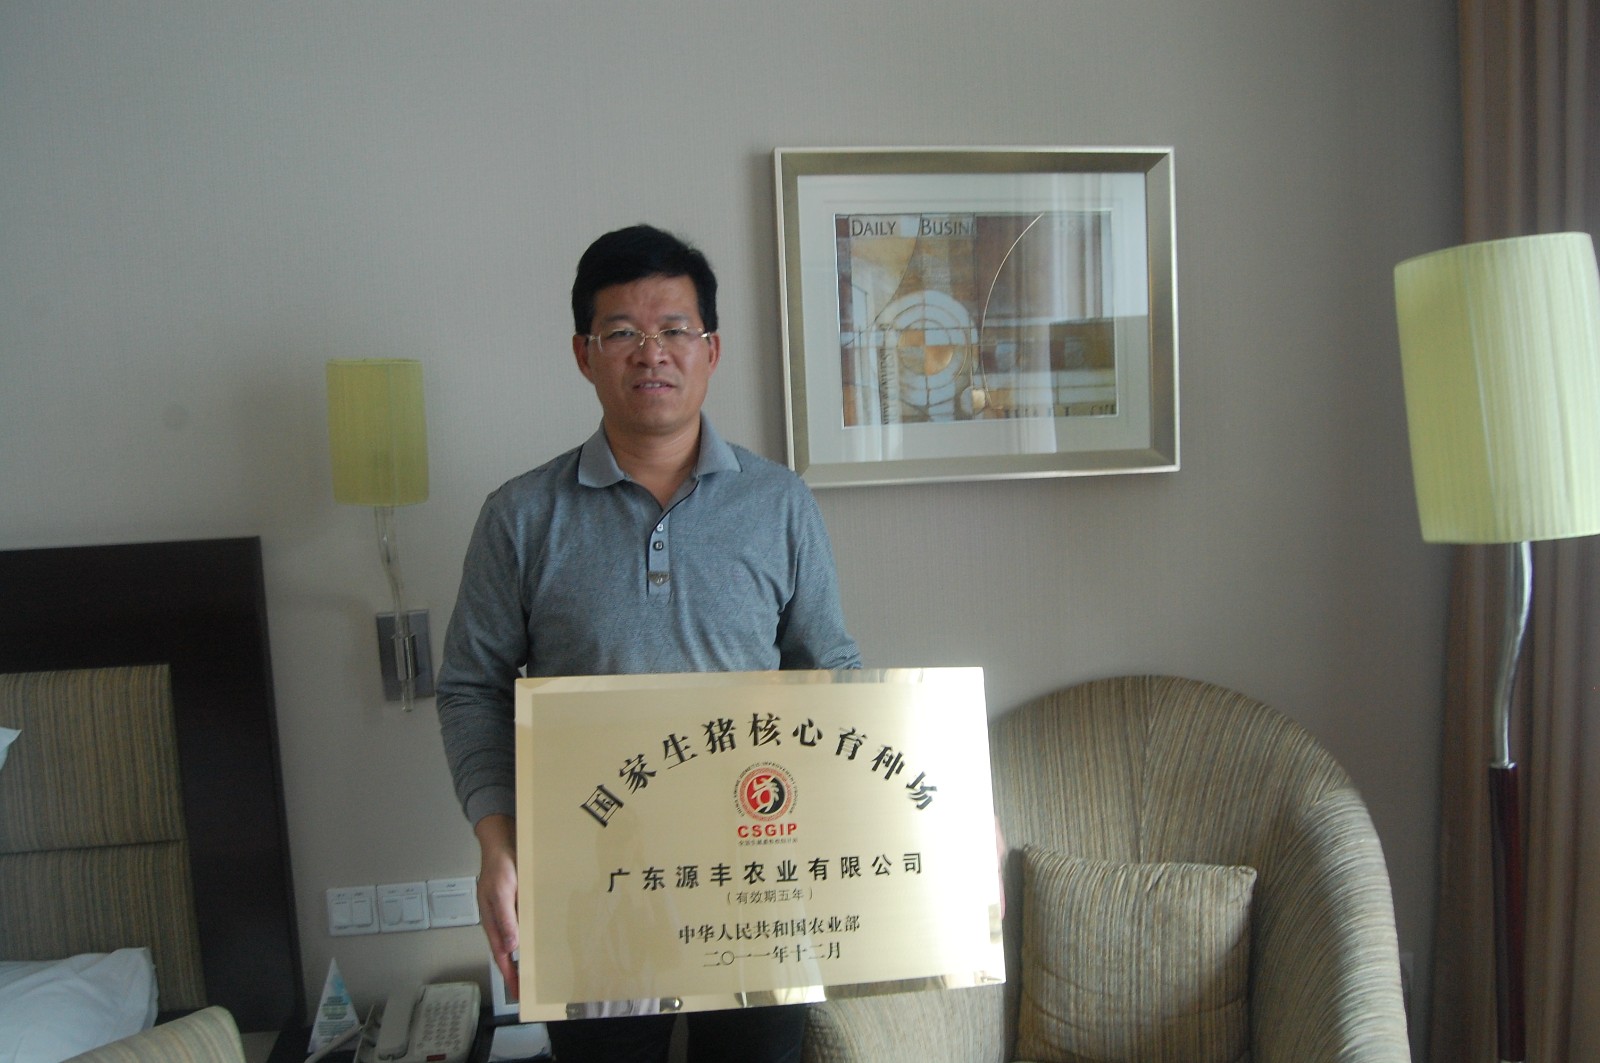 DAILY BUSIN
国家生猪核心育种场
CSGIP
广东源丰农业有限公司
(有效期五年)
中华人民共和国农业部
二〇一一年十二月